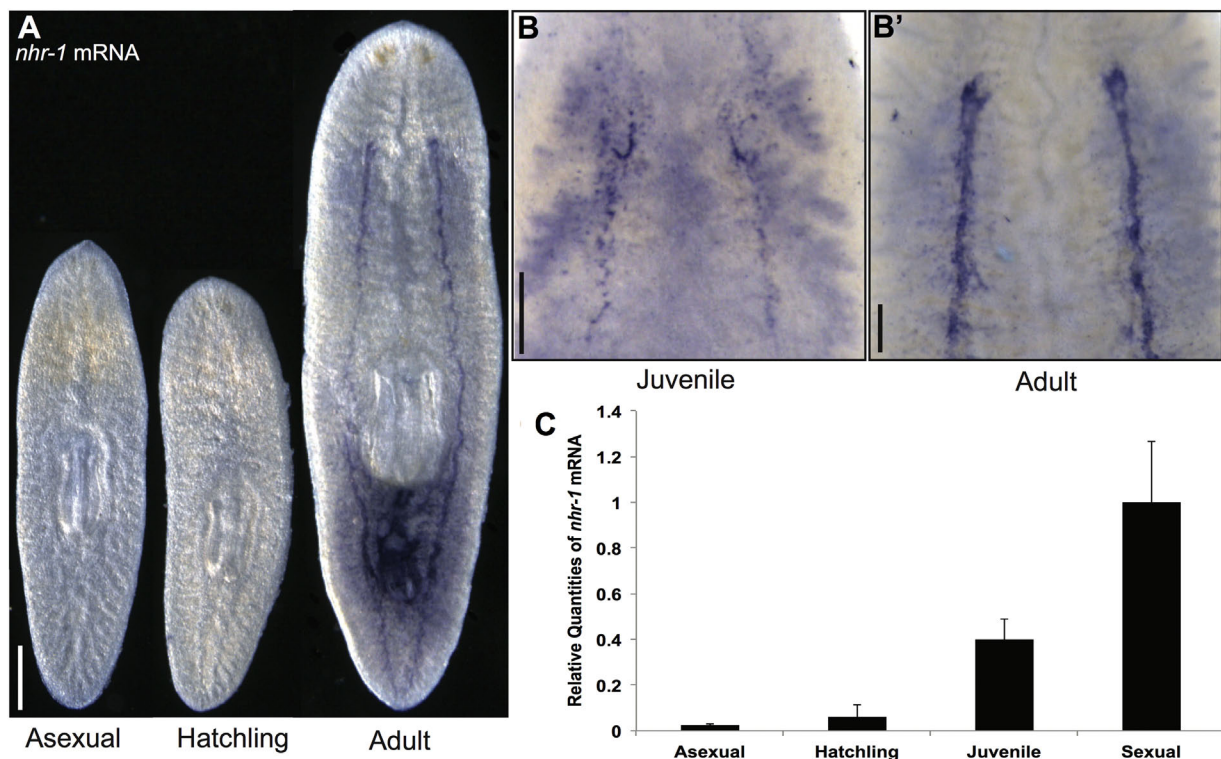 A
nhr-1 mRNA
Asexual
Hatchling
Adult
B
Juvenile
B’
Adult
C
Relative Quantities of nhr-1 mRNA
1.4
1.2
1
0.8
0.6
0.4
0.2
0
Asexual
Hatchling
Juvenile
Sexual